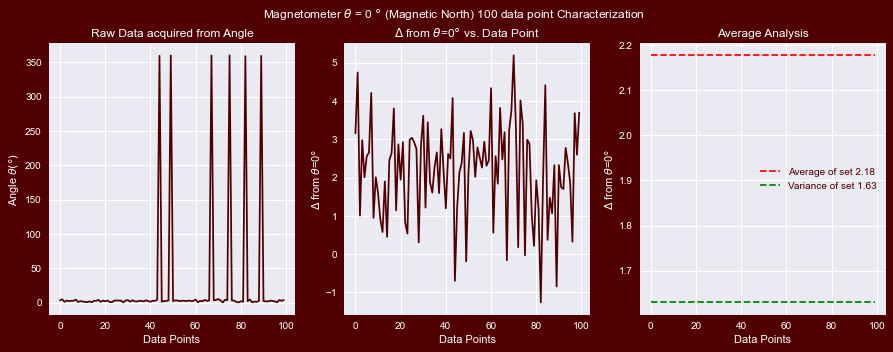 Magnetometer θ = 0 ° (Magnetic North) 100 data point Characterization
Raw Data acquired from Angle
Angle θ(°)
350
300
250
200
150
100
50
0
0 20 40 60 80 100
Data Points
Δ from θ=0° vs. Data Point
Δ from θ=0°
5
4
3
2
1
0
−1
0 20 40 60 80 100
Data Points
Average Analysis
Δ from θ=0°
2.2
2.1
2.0
1.9
1.8
1.7
Average of set 2.18
Variance of set 1.63
0 20 40 60 80 100
Data Points